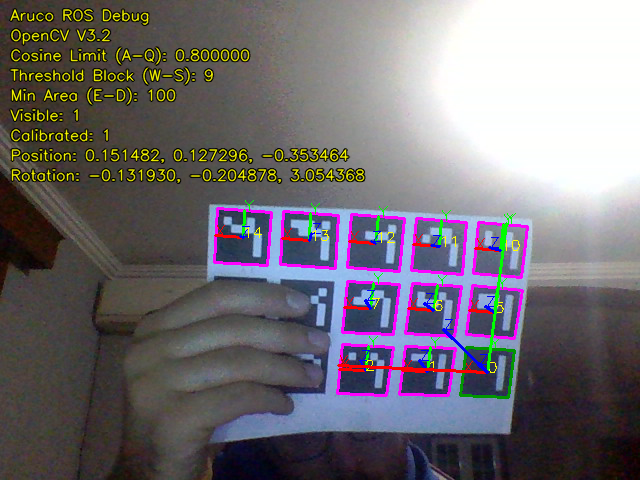 Aruco ROS Debug
OpenCV V3.2
Cosine Limit (A-Q): 0.800000
Threshold Block (W-S): 9
Min Area (E-D): 100
Visible: 1
Calibrated: 1
Position: 0.151482, 0.127296, -0.353464
Rotation: -0.131930, -0.204878, 3.054368
14 13 12 11 10
7 6 5
2 1 0